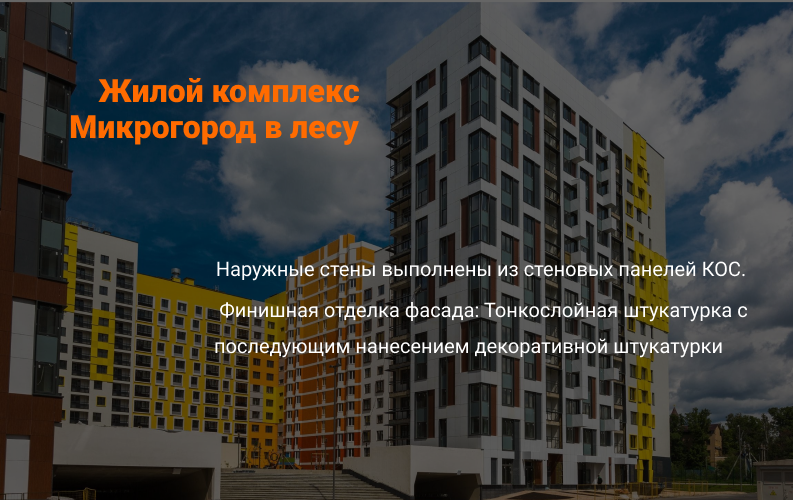 Жилой комплекс
Микрогород в лесу
Наружные стены выполнены из стеновых панелей КОС.
Финишная отделка фасада: Тонкослойная штукатурка с
последующим нанесением декоративной штукатурки